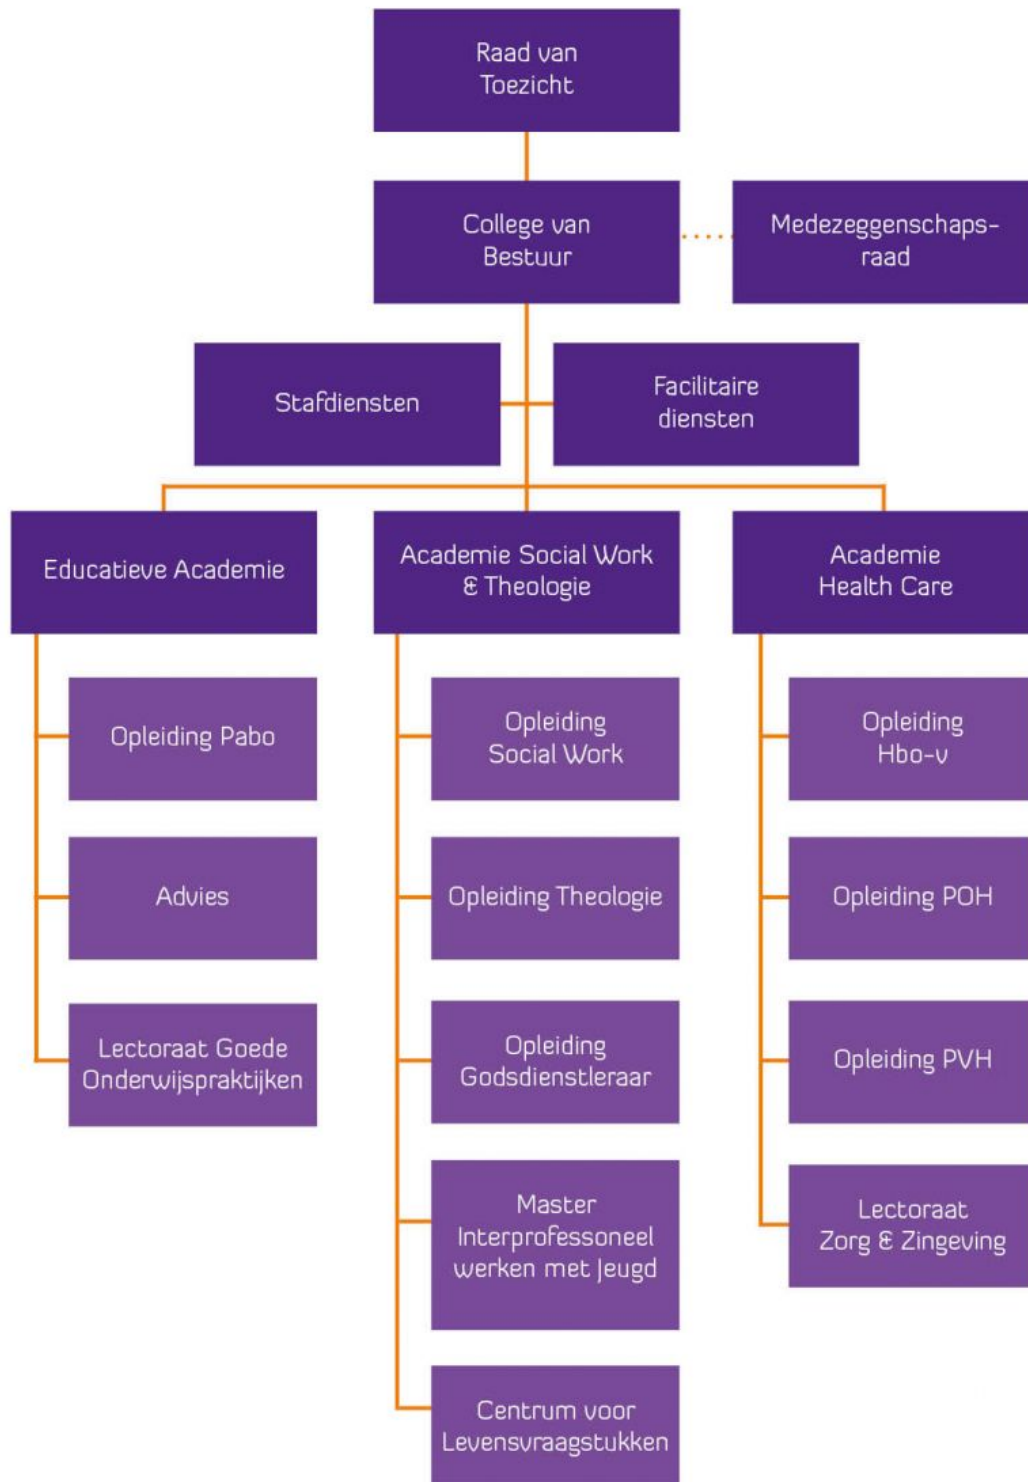 Raad van
Toezicht
College van
Bestuur
Medezeggenschaps-
raad
Stafdiensten
Facilitaire
diensten
Educatieve Academie
Academie Social Work
& Theologie
Academie
Health Care
Opleiding Pabo
Advies
Lectoraat Goede
Onderwijspraktijken
Opleiding
Social Work
Opleiding Theologie
Opleiding
Godsdienstleraar
Master
Interprofessoneel
werken met Jeugd
Centrum voor
Levensvraagstukken
Opleiding
Hbo-v
Opleiding POH
Opleiding PVH
Lectoraat
Zorg & Zingeving